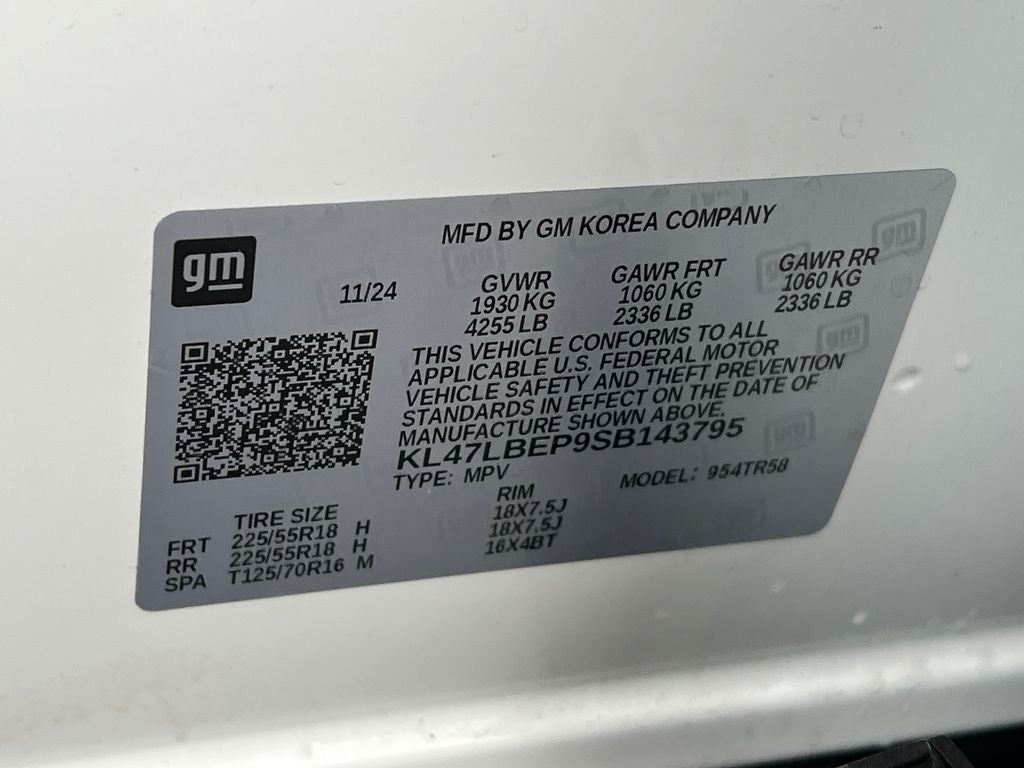 gm
MFD BY GM KOREA COMPANY
11/24
GVWR
1930 KG
4255 LB
GAWR FRT
1060 KG
2336 LB
GAWR RR
1060 KG
2336 LB
THIS VEHICLE CONFORMS TO ALL
APPLICABLE U.S. FEDERAL MOTOR
VEHICLE SAFETY AND THEFT PREVENTION
STANDARDS IN EFFECT ON THE DATE OF
MANUFACTURE SHOWN ABOVE.
KL47LBEP9SB143795
TYPE: MPV
MODEL: 954TR58
TIRE SIZE RIM
FRT 225/55R18 H 18X7.5J
RR 225/55R18 H 18X7.5J
SPA T125/70R16 M 16X4BT